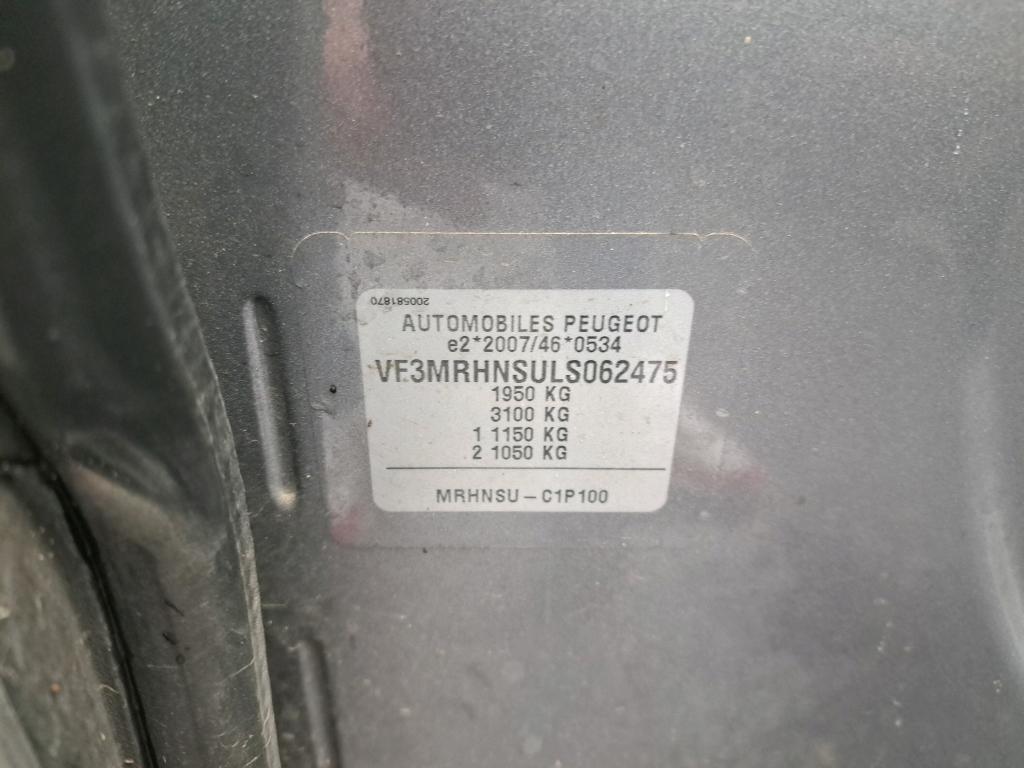 200581870
AUTOMOBILES PEUGEOT
e2*2007/46*0534
VF3MRHNSULS062475
1950 KG
3100 KG
1 1150 KG
2 1050 KG
MRHNSU - C1P100